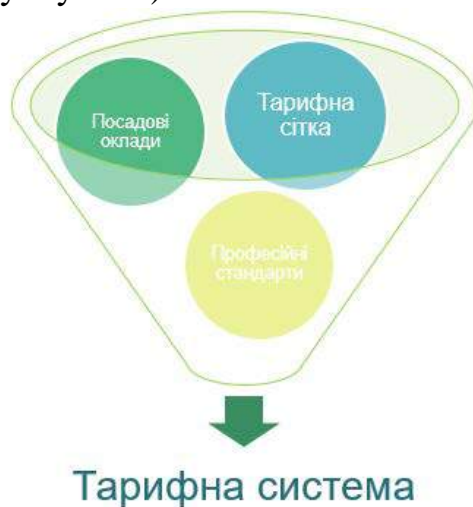 Посадові
оклади
Тарифна
сітка
Професійні
стандарти
Тарифна система